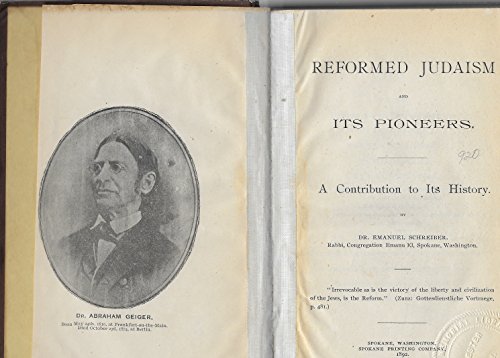 DR. ABRAHAM GEIGER,
Born May 24th, 1810, at Frankfort-on-the-Main.
Died October 23d, 1874, at Berlin.
REFORMED JUDAISM
AND
ITS PIONEERS.
920
A Contribution to Its History.
BY
DR. EMANUEL SCHREIBER,
Rabbi, Congregation Emanu El, Spokane, Washington.
"Irrevocable as is the victory of the liberty and civilization
of the Jews, is the Reform." (Zunz: Gottesdienstliche Vortraege,
p. 481.)
SPOKANE, WASHINGTON.
SPOKANE PRINTING COMPANY,
1892.